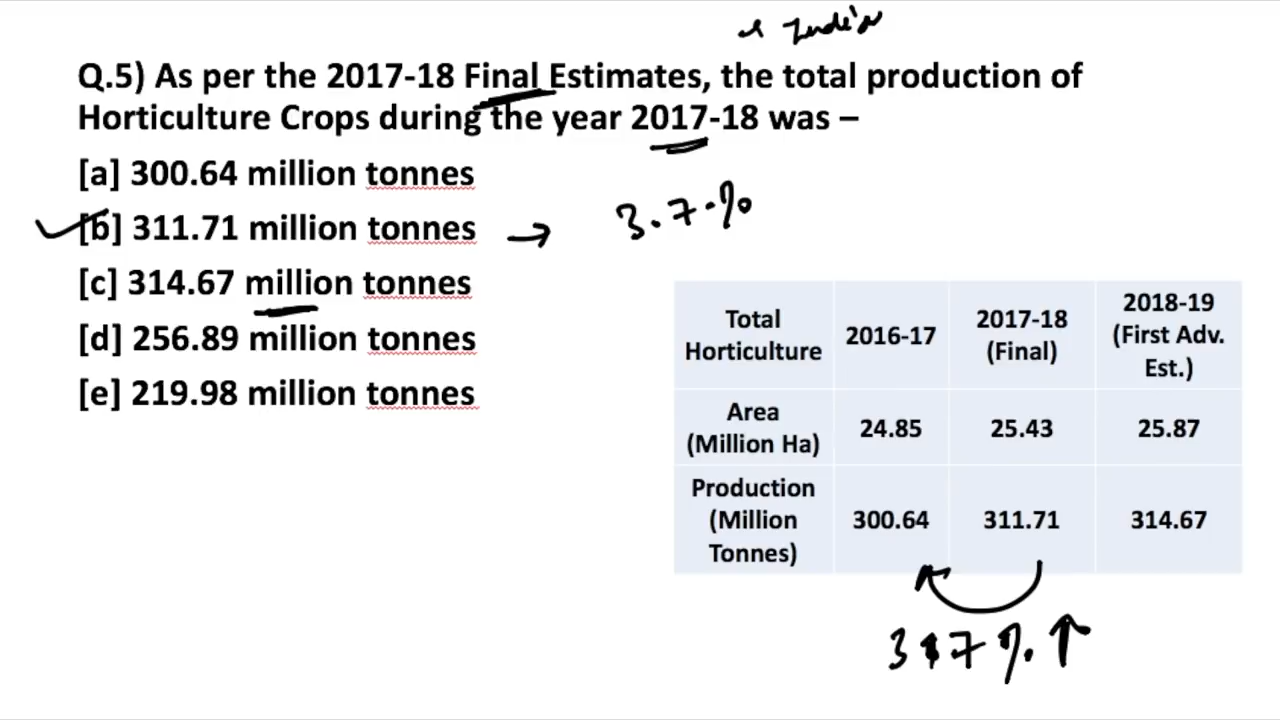 Q.5) As per the 2017-18 Final Estimates, the total production of
Horticulture Crops during the year 2017-18 was –
[a] 300.64 million tonnes
[b] 311.71 million tonnes
3.7%
[c] 314.67 million tonnes
[d] 256.89 million tonnes
[e] 219.98 million tonnes
Total Horticulture 2016-17 2017-18 (Final) 2018-19 (First Adv. Est.)
Area (Million Ha) 24.85 25.43 25.87
Production (Million Tonnes) 300.64 311.71 314.67